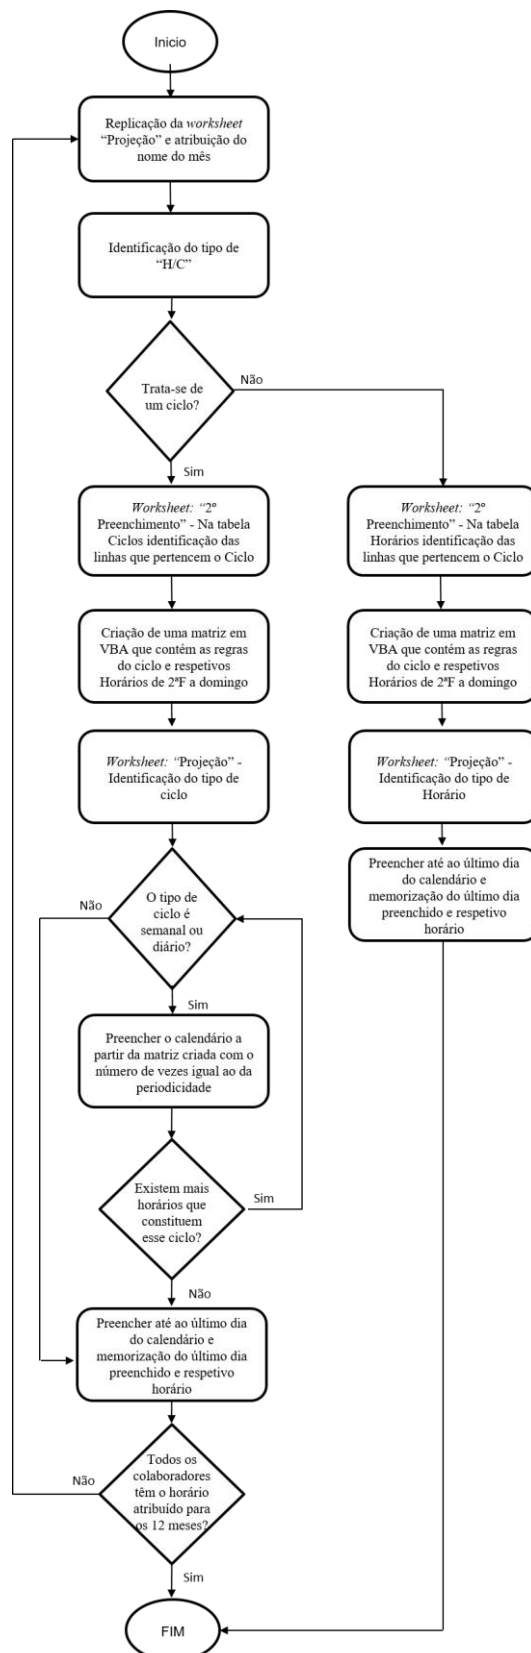 Inicio
Replicação da worksheet
“Projeção” e atribuição do
nome do mês
Identificação do tipo de
“H/C”
Trata-se de
um ciclo?
Não
Sim
Worksheet: “2º
Preenchimento” - Na tabela
Ciclos identificação das
linhas que pertencem o Ciclo
Worksheet: “2º
Preenchimento” - Na tabela
Horários identificação das
linhas que pertencem o Ciclo
Criação de uma matriz em
VBA que contém as regras
do ciclo e respetivos
Horários de 2ªF a domingo
Criação de uma matriz em
VBA que contém as regras
do ciclo e respetivos
Horários de 2ªF a domingo
Worksheet: “Projeção” -
Identificação do tipo de
ciclo
Worksheet: “Projeção” -
Identificação do tipo de
Horário
O tipo de
ciclo é
semanal ou
diário?
Não
Sim
Preencher até ao último dia
do calendário e
memorização do último dia
preenchido e respetivo
horário
Preencher o calendário a
partir da matriz criada com o
número de vezes igual ao da
periodicidade
Existem mais
horários que
constituem
esse ciclo?
Sim
Não
Preencher até ao último dia
do calendário e
memorização do último dia
preenchido e respetivo
horário
Todos os
colaboradores
têm o horário
atribuído para
os 12 meses?
Não
Sim
FIM